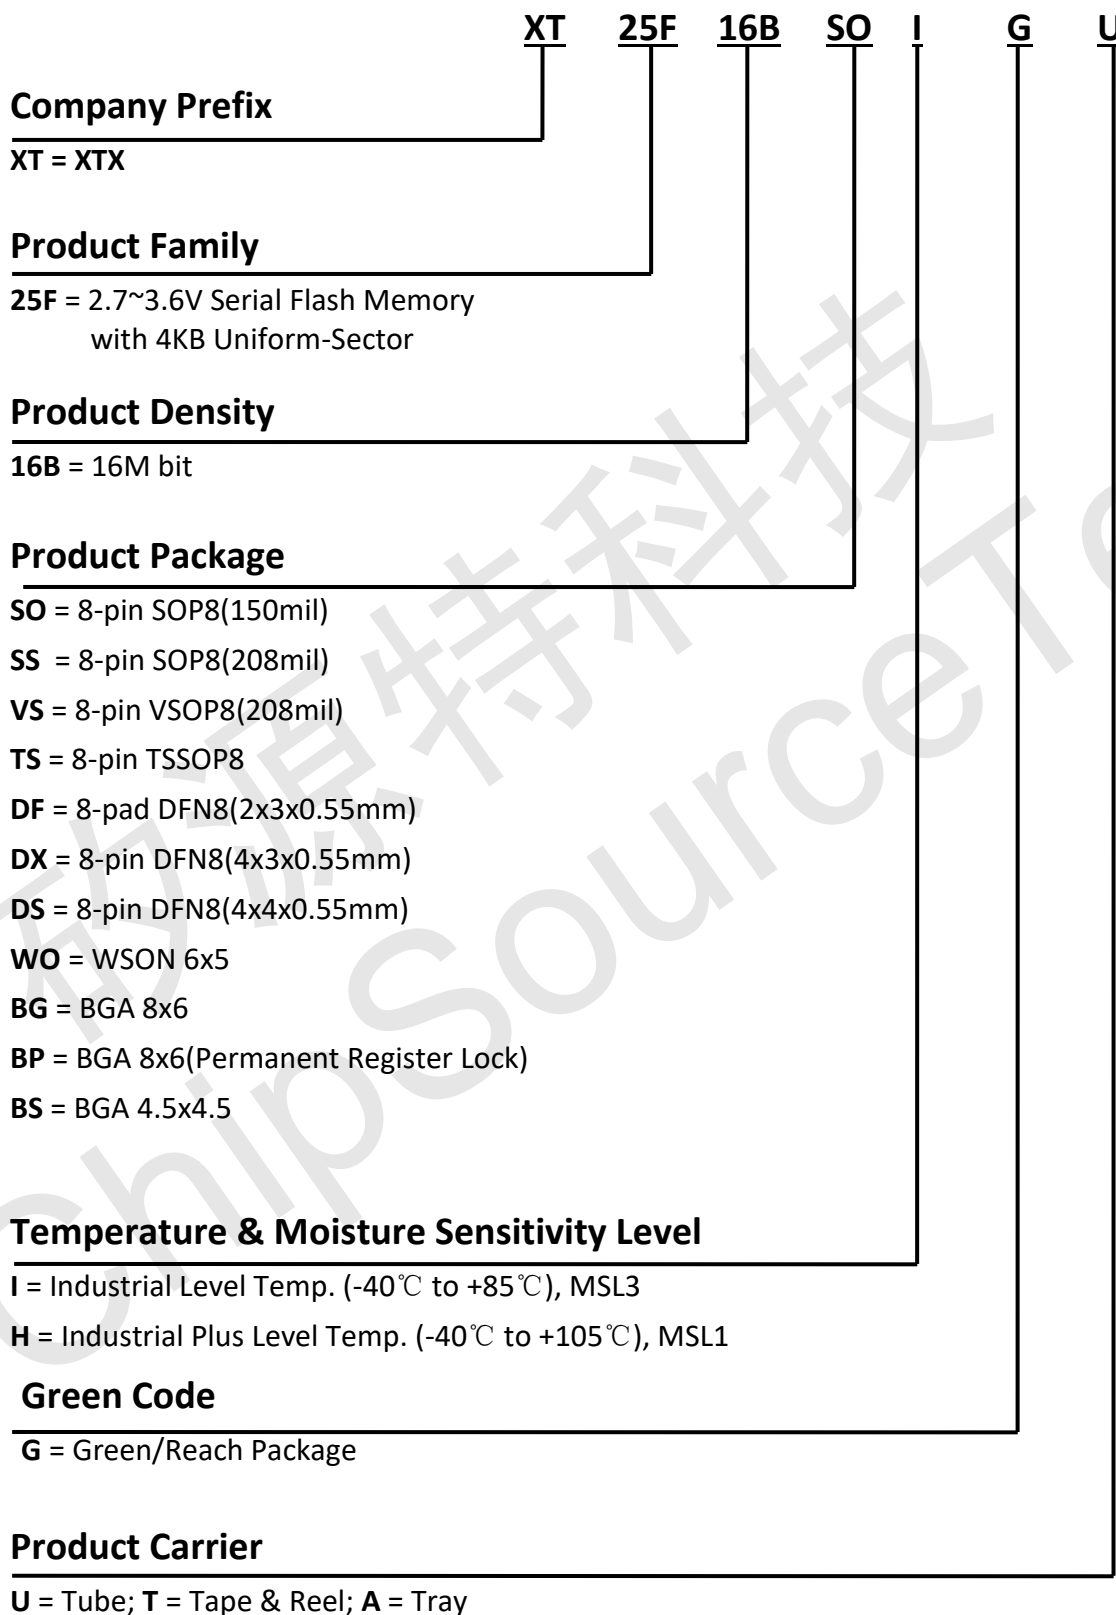 XT 25F 16B SO I G U
Company Prefix
XT = XTX
Product Family
25F = 2.7~3.6V Serial Flash Memory
with 4KB Uniform-Sector
Product Density
16B = 16M bit
Product Package
SO = 8-pin SOP8(150mil)
SS = 8-pin SOP8(208mil)
VS = 8-pin VSOP8(208mil)
TS = 8-pin TSSOP8
DF = 8-pad DFN8(2x3x0.55mm)
DX = 8-pin DFN8(4x3x0.55mm)
DS = 8-pin DFN8(4x4x0.55mm)
WO = WSON 6x5
BG = BGA 8x6
BP = BGA 8x6(Permanent Register Lock)
BS = BGA 4.5x4.5
Temperature & Moisture Sensitivity Level
I = Industrial Level Temp. (-40℃ to +85℃), MSL3
H = Industrial Plus Level Temp. (-40℃ to +105℃), MSL1
Green Code
G = Green/Reach Package
Product Carrier
U = Tube; T = Tape & Reel; A = Tray
矽源特科技
ChipSourceTe